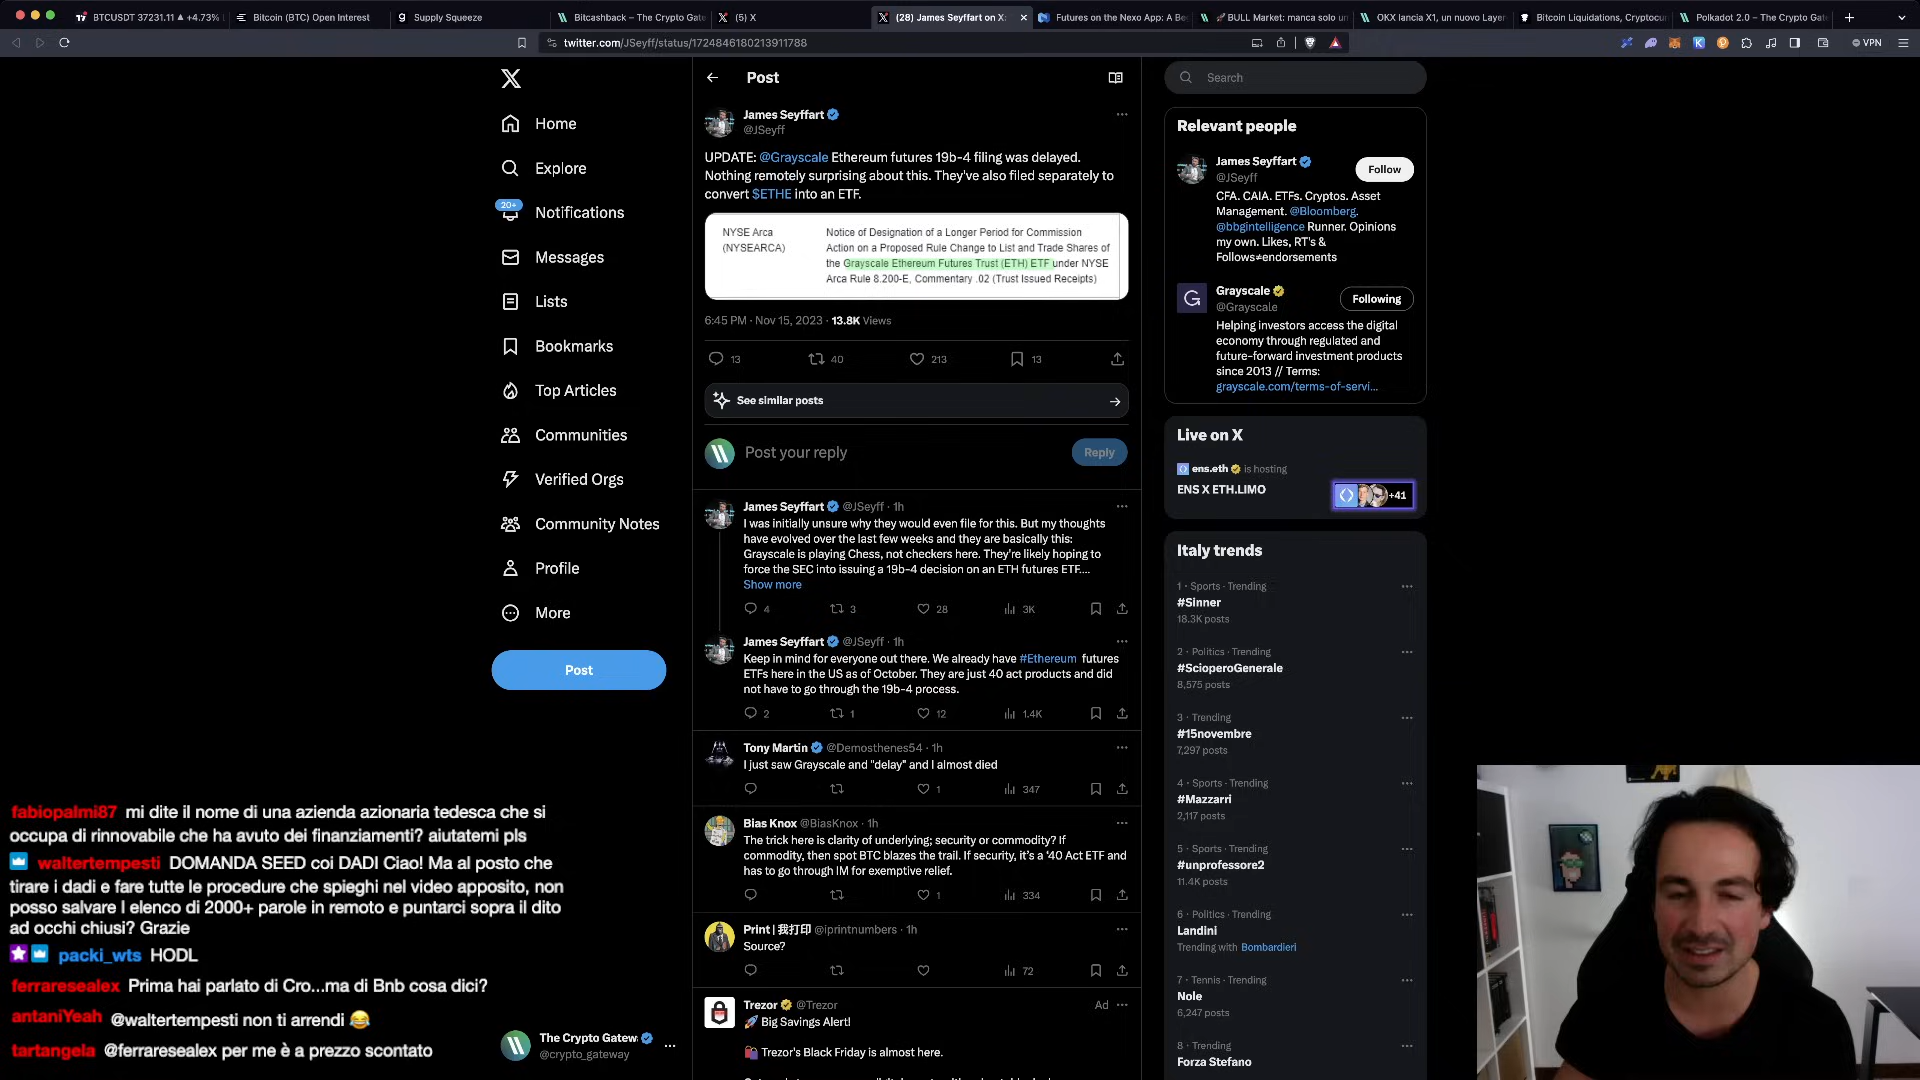 BTCUSDT 37231.11 ▲ +4.73%
Bitcoin (BTC) Open Interest
Supply Squeeze
Bitcashback – The Crypto Gat
(5) X
(28) James Seyffart on X:
Futures on the Nexo App: A Be
🚀BULL Market: manca solo un
OKX lancia X1, un nuovo Layer
Bitcoin Liquidations, Cryptocur
Polkadot 2.0 – The Crypto Gat
twitter.com/JSeyff/status/1724846180213911788
VPN
Home
Explore
20+
Notifications
Messages
Lists
Bookmarks
Top Articles
Communities
Verified Orgs
Community Notes
Profile
More
Post
The Crypto Gatew
@crypto_gateway
Post
James Seyffart
@JSeyff
UPDATE: @Grayscale Ethereum futures 19b-4 filing was delayed.
Nothing remotely surprising about this. They've also filed separately to
convert $ETHE into an ETF.
NYSE Arca
(NYSEARCA)
Notice of Designation of a Longer Period for Commission
Action on a Proposed Rule Change to List and Trade Shares of
the Grayscale Ethereum Futures Trust (ETH) ETF under NYSE
Arca Rule 8.200-E, Commentary .02 (Trust Issued Receipts)
6:45 PM · Nov 15, 2023 · 13.8K Views
13 40 213 13
See similar posts
Post your reply
Reply
James Seyffart @JSeyff · 1h
I was initially unsure why they would even file for this. But my thoughts
have evolved over the last few weeks and they are basically this:
Grayscale is playing Chess, not checkers here. They're likely hoping to
force the SEC into issuing a 19b-4 decision on an ETH futures ETF....
Show more
4 3 28 3K
James Seyffart @JSeyff · 1h
Keep in mind for everyone out there. We already have #Ethereum futures
ETFs here in the US as of October. They are just 40 act products and did
not have to go through the 19b-4 process.
2 1 12 1.4K
Tony Martin @Demosthenes54 · 1h
I just saw Grayscale and "delay" and I almost died
1 347
Bias Knox @BiasKnox · 1h
The trick here is clarity of underlying; security or commodity? If
commodity, then spot BTC blazes the trail. If security, it's a '40 Act ETF and
has to go through IM for exemptive relief.
1 334
Print | 我打印 @iprintnumbers · 1h
Source?
72
Trezor @Trezor
Ad
🚀 Big Savings Alert!
🛍️ Trezor's Black Friday is almost here.
Search
Relevant people
James Seyffart
@JSeyff
Follow
CFA. CAIA. ETFs. Cryptos. Asset
Management. @Bloomberg.
@bbgintelligence Runner. Opinions
my own. Likes, RT's &
Follows≠endorsements
Grayscale
@Grayscale
Following
Helping investors access the digital
economy through regulated and
future-forward investment products
since 2013 // Terms:
grayscale.com/terms-of-servi...
Live on X
ens.eth is hosting
ENS X ETH.LIMO
+41
Italy trends
1 · Sports · Trending
#Sinner
18.3K posts
2 · Politics · Trending
#ScioperoGenerale
8,575 posts
3 · Trending
#15novembre
7,297 posts
4 · Sports · Trending
#Mazzarri
2,117 posts
5 · Sports · Trending
#unprofessore2
11.4K posts
6 · Politics · Trending
Landini
Trending with Bombardieri
7 · Tennis · Trending
Nole
6,247 posts
8 · Trending
Forza Stefano
fabiopalmi87 mi dite il nome di una azienda azionaria tedesca che si
occupa di rinnovabile che ha avuto dei finanziamenti? aiutatemi pls
waltertempesti DOMANDA SEED coi DADI Ciao! Ma al posto che
tirare i dadi e fare tutte le procedure che spieghi nel video apposito, non
posso salvare l elenco di 2000+ parole in remoto e puntarci sopra il dito
ad occhi chiusi? Grazie
packi_wts HODL
ferraresealex Prima hai parlato di Cro...ma di Bnb cosa dici?
antaniYeah @waltertempesti non ti arrendi 😂
tartangela @ferraresealex per me è a prezzo scontato